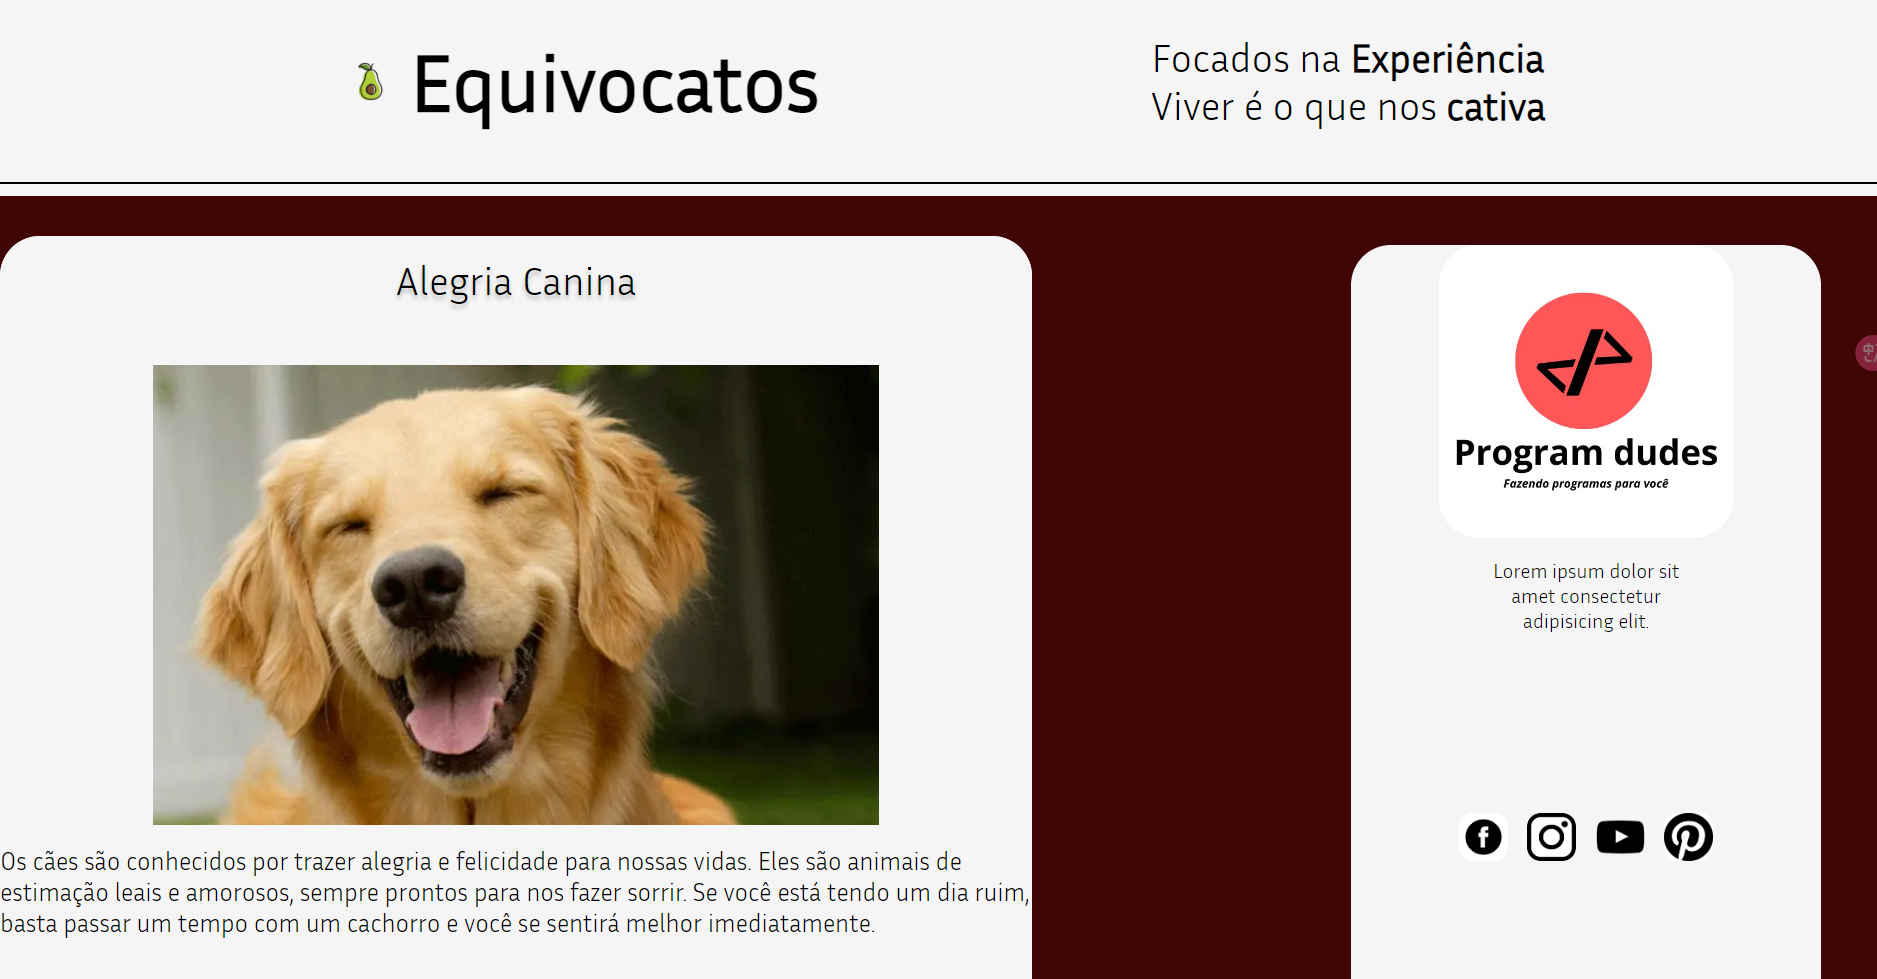 Equivocatos
Focados na Experiência
Viver é o que nos cativa
Alegria Canina
Os cães são conhecidos por trazer alegria e felicidade para nossas vidas. Eles são animais de
estimação leais e amorosos, sempre prontos para nos fazer sorrir. Se você está tendo um dia ruim,
basta passar um tempo com um cachorro e você se sentirá melhor imediatamente.
Program dudes
Fazendo programas para você
Lorem ipsum dolor sit
amet consectetur
adipisicing elit.